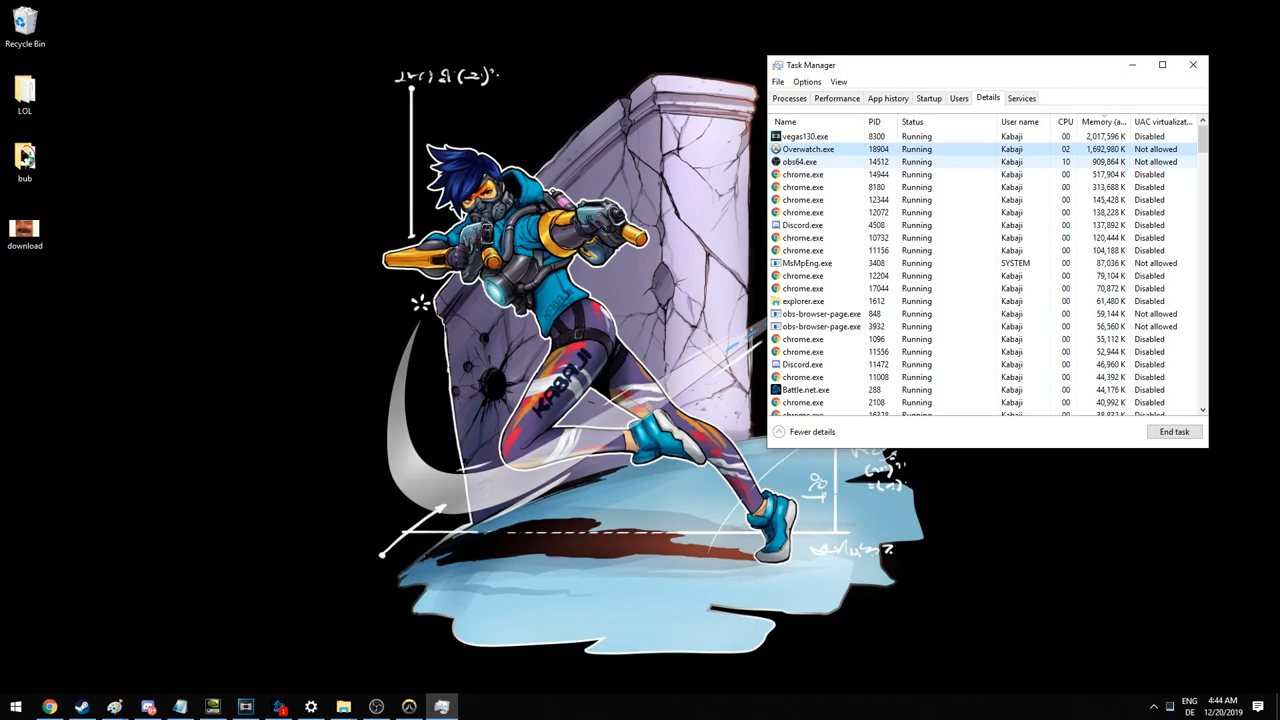 Recycle Bin
LOL
bub
download
KABAJI
Task Manager
File Options View
Processes Performance App history Startup Users Details Services
Name PID Status User name CPU Memory (a... UAC virtualizat...
vegas130.exe 8300 Running Kabaji 00 2,017,596 K Disabled
Overwatch.exe 18904 Running Kabaji 02 1,692,980 K Not allowed
obs64.exe 14512 Running Kabaji 10 909,864 K Not allowed
chrome.exe 14944 Running Kabaji 00 517,904 K Disabled
chrome.exe 8180 Running Kabaji 00 313,688 K Disabled
chrome.exe 12344 Running Kabaji 00 145,428 K Disabled
chrome.exe 12072 Running Kabaji 00 138,228 K Disabled
Discord.exe 4508 Running Kabaji 00 137,892 K Disabled
chrome.exe 10732 Running Kabaji 00 120,444 K Disabled
chrome.exe 11156 Running Kabaji 00 104,188 K Disabled
MsMpEng.exe 3408 Running SYSTEM 00 87,036 K Not allowed
chrome.exe 12204 Running Kabaji 00 79,104 K Disabled
chrome.exe 17044 Running Kabaji 00 70,872 K Disabled
explorer.exe 1612 Running Kabaji 00 61,480 K Disabled
obs-browser-page.exe 848 Running Kabaji 00 59,144 K Not allowed
obs-browser-page.exe 3932 Running Kabaji 00 56,560 K Not allowed
chrome.exe 1096 Running Kabaji 00 55,112 K Disabled
chrome.exe 11556 Running Kabaji 00 52,944 K Disabled
Discord.exe 11472 Running Kabaji 00 46,960 K Disabled
chrome.exe 11008 Running Kabaji 00 44,392 K Disabled
Battle.net.exe 288 Running Kabaji 00 44,176 K Disabled
chrome.exe 2108 Running Kabaji 00 40,992 K Disabled
chrome.exe 16328 Running Kabaji 00 38,832 K Disabled
Fewer details End task
1
ENG
DE
4:44 AM
12/20/2019